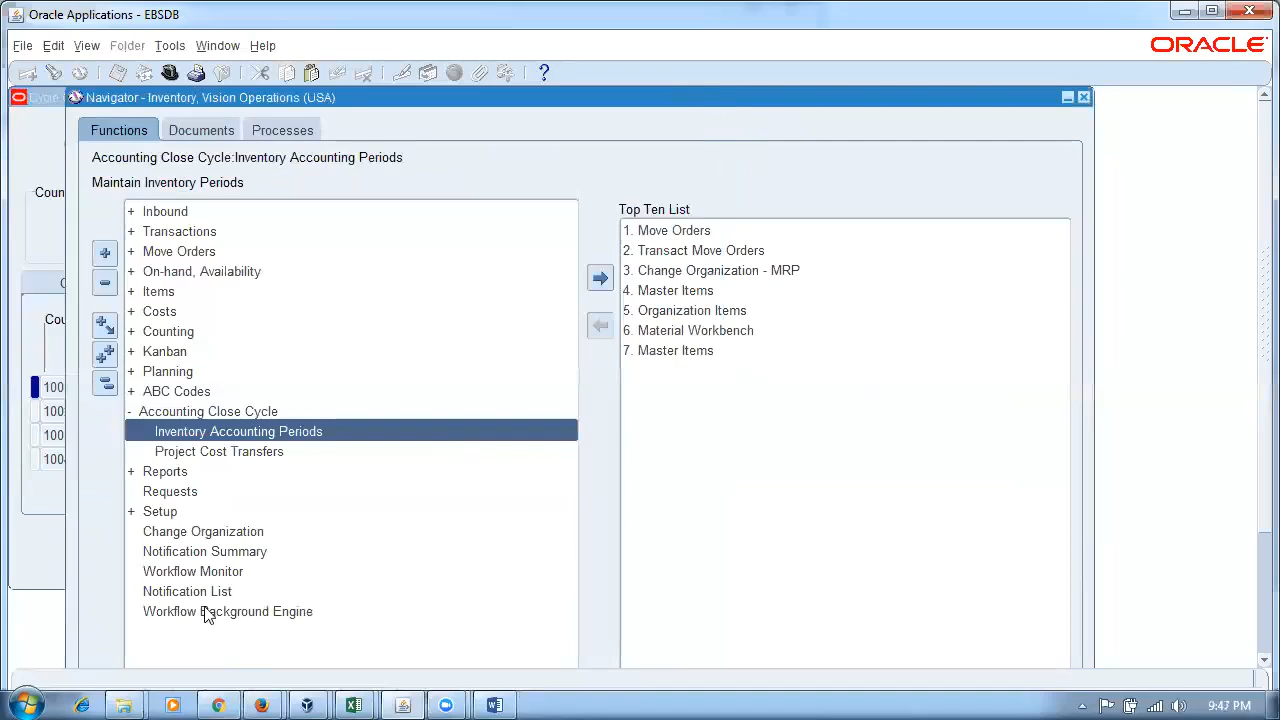 Oracle Applications - EBSDB
File Edit View Folder Tools Window Help
ORACLE
Navigator - Inventory, Vision Operations (USA)
Functions Documents Processes
Accounting Close Cycle:Inventory Accounting Periods
Maintain Inventory Periods
Coun
+ Inbound
+ Transactions
+ Move Orders
+ On-hand, Availability
+ Items
+ Costs
+ Counting
+ Kanban
+ Planning
+ ABC Codes
- Accounting Close Cycle
Inventory Accounting Periods
Project Cost Transfers
+ Reports
Requests
+ Setup
Change Organization
Notification Summary
Workflow Monitor
Notification List
Workflow Background Engine
Top Ten List
1. Move Orders
2. Transact Move Orders
3. Change Organization - MRP
4. Master Items
5. Organization Items
6. Material Workbench
7. Master Items
Cou
100
100
100
100
9:47 PM